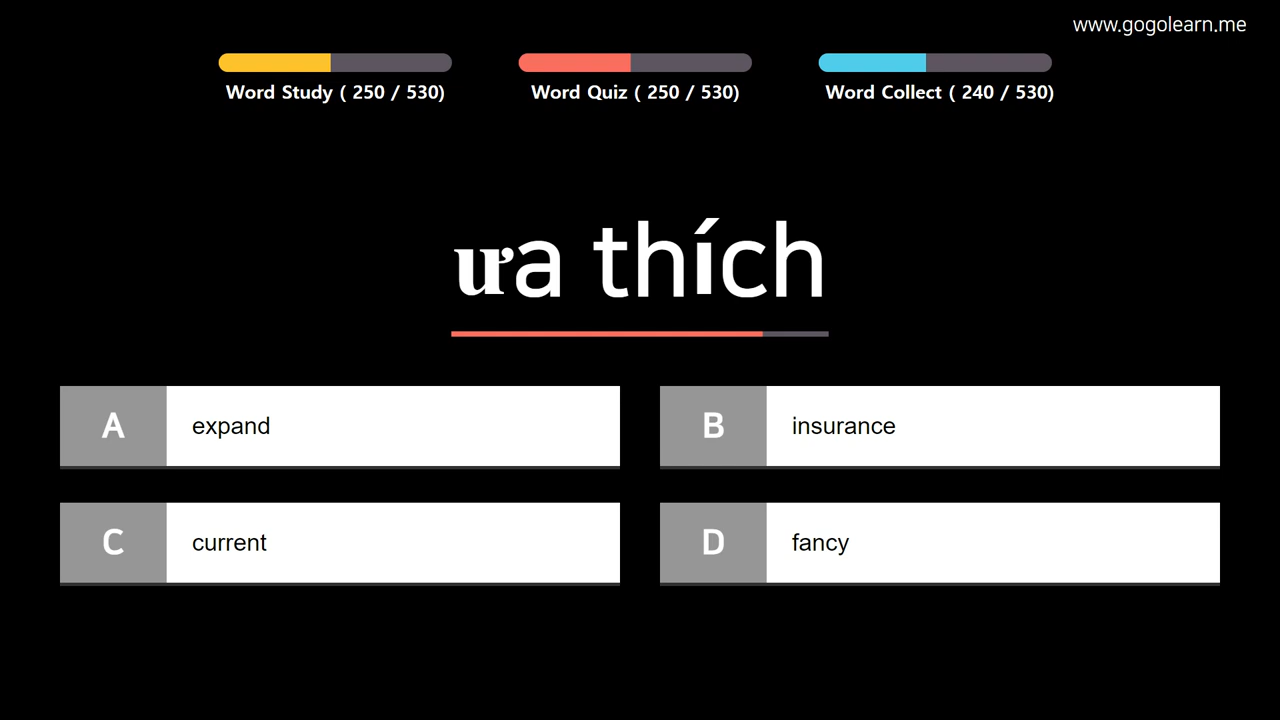 www.gogolearn.me
Word Study ( 250 / 530)
Word Quiz ( 250 / 530)
Word Collect ( 240 / 530)
ưa thích
A expand
B insurance
C current
D fancy